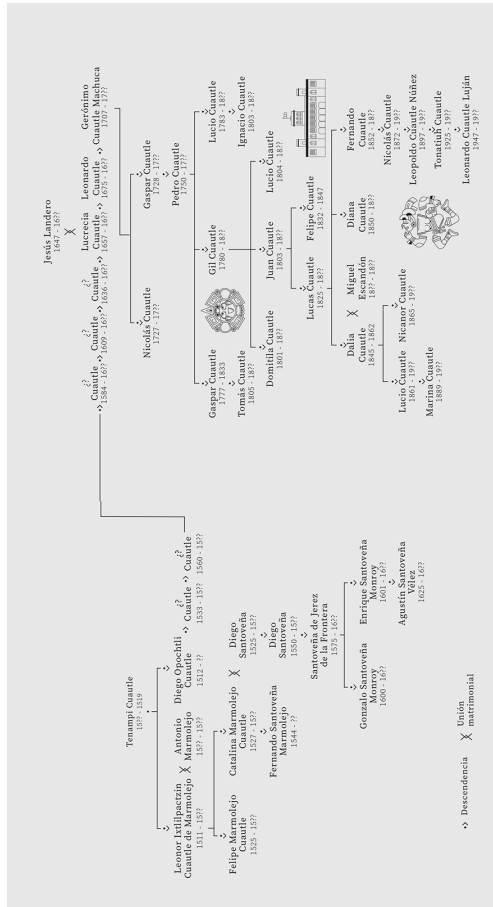 Tenampi Cuautle
15?? - 1519
Leonor Ixtlilpactzin
Cuautle de Marmolejo
1511 - 15??
Antonio
Marmolejo
15?? - 15??
Diego Opochtli
Cuautle
1512 - ??
¿?
Cuautle
1533 - 15??
¿?
Cuautle
1560 - 15??
Felipe Marmolejo
Cuautle
1525 - 15??
Catalina Marmolejo
Cuautle
1527 - 15??
Diego
Santoveña
1525 - 15??
Fernando Santoveña
Marmolejo
1544 - ??
Diego
Santoveña
1550 - 15??
Santoveña de Jerez
de la Frontera
1575 - 16??
Gonzalo Santoveña
Monroy
1600 - 16??
Enrique Santoveña
Monroy
1601 - 16??
Agustín Santoveña
Vélez
1625 - 16??
Descendencia
Unión
matrimonial
Jesús Landero
1647 - 16??
¿?
Cuautle
1584 - 16??
¿?
Cuautle
1609 - 16??
¿?
Cuautle
1636 - 16??
Lucrecia
Cuautle
1657 - 16??
Leonardo
Cuautle
1675 - 16??
Gerónimo
Cuautle Machuca
1707 - 17??
Nicolás Cuautle
1727 - 17??
Gaspar Cuautle
1728 - 17??
Pedro Cuautle
1750 - 17??
Gaspar Cuautle
1777 - 1833
Gil Cuautle
1780 - 18??
Lucio Cuautle
1783 - 18??
Tomás Cuautle
1805 - 18??
Ignacio Cuautle
1803 - 18??
Domitila Cuautle
1801 - 18??
Juan Cuautle
1803 - 18??
Lucio Cuautle
1804 - 18??
Lucas Cuautle
1825 - 18??
Felipe Cuautle
1832 - 1847
Dalia
Cuautle
1845 - 1862
Miguel
Escandón
18?? - 18??
Diana
Cuautle
1850 - 18??
Fernando
Cuautle
1852 - 18??
Nicolás Cuautle
1872 - 19??
Lucio Cuautle
1861 - 19??
Nicanor Cuautle
1865 - 19??
Leopoldo Cuautle Núñez
1897 - 19??
Marina Cuautle
1889 - 19??
Tonatiuh Cuautle
1925 - 19??
Leonardo Cuautle Luján
1947 - 19??